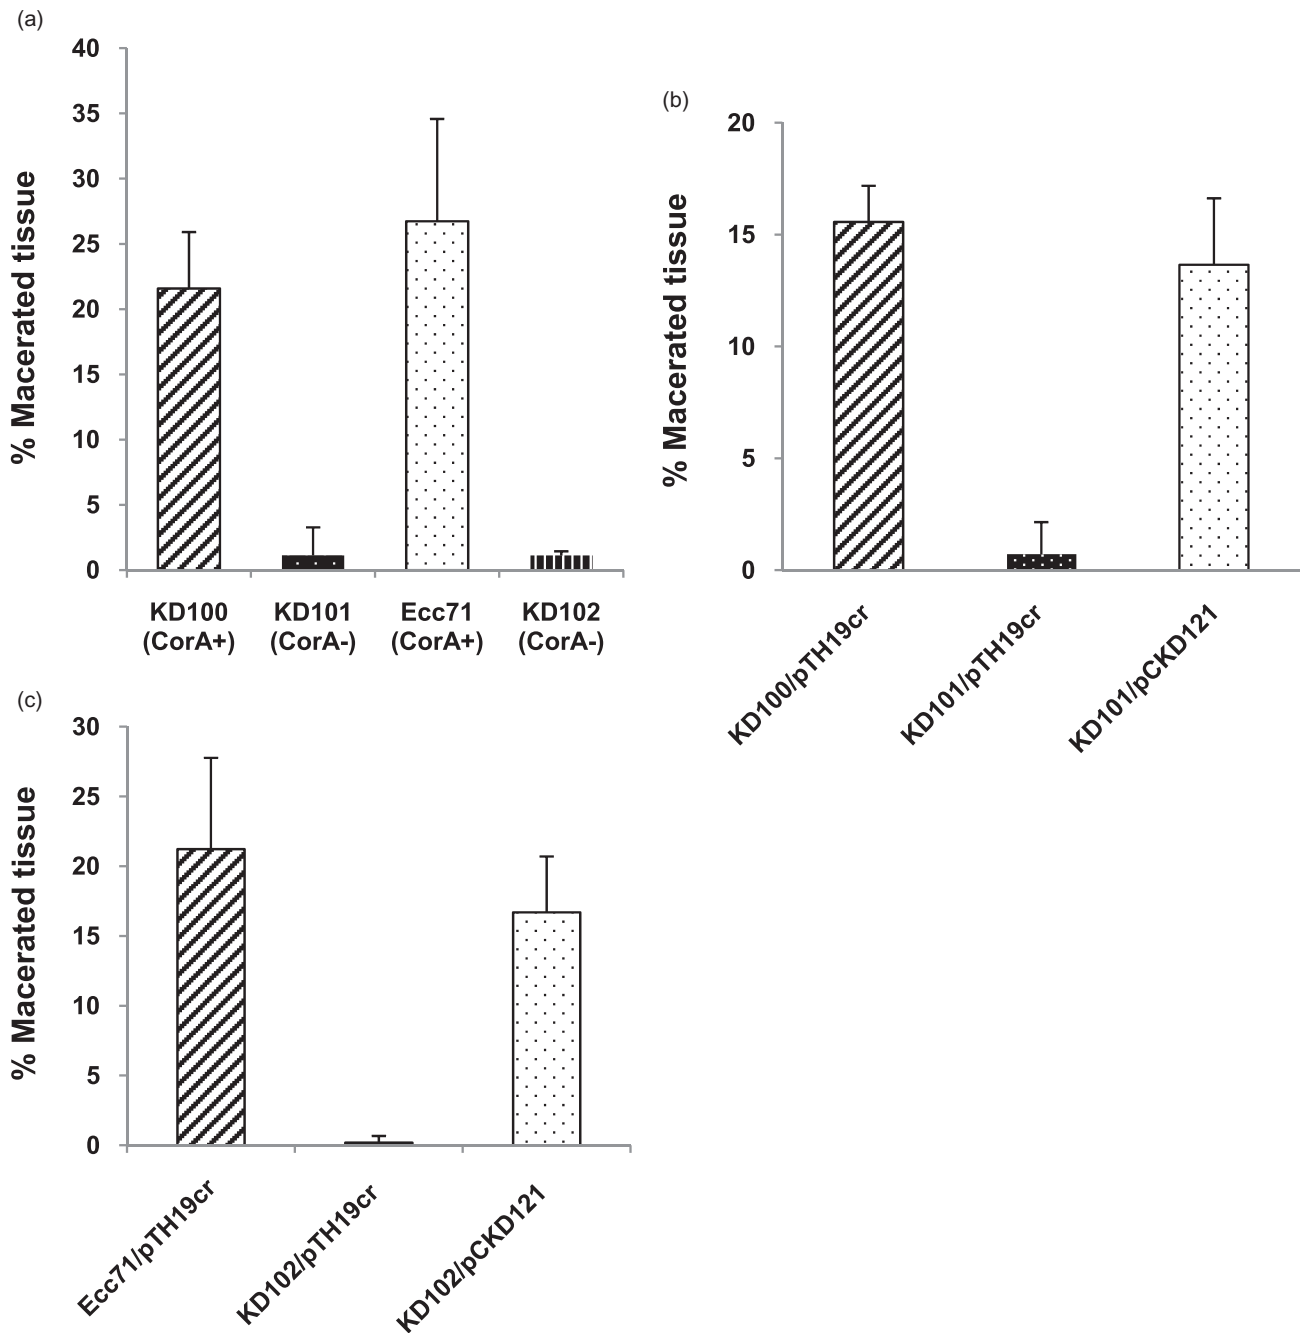 (a)
% Macerated tissue
40
35
30
25
20
15
10
5
0
KD100 KD101 Ecc71 KD102
(CorA+) (CorA-) (CorA+) (CorA-)
(b)
% Macerated tissue
20
15
10
5
0
KD100/pTH19cr
KD101/pTH19cr
KD101/pCKD121
(c)
% Macerated tissue
30
25
20
15
10
5
0
Ecc71/pTH19cr
KD102/pTH19cr
KD102/pCKD121